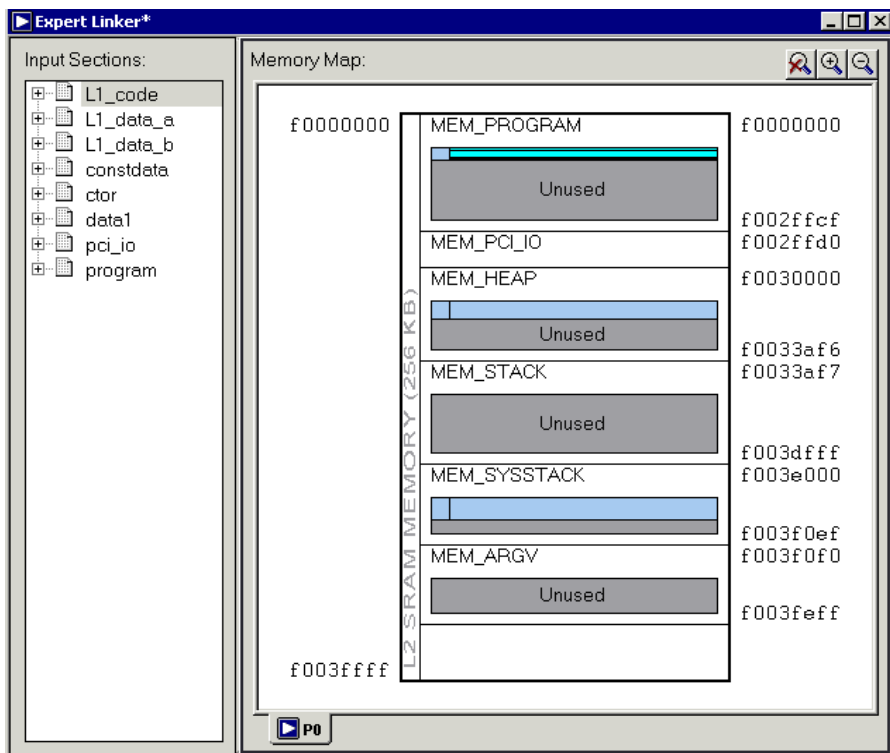 Expert Linker*
Input Sections:
L1_code
L1_data_a
L1_data_b
constdata
ctor
data1
pci_io
program
Memory Map:
f0000000
L2 SRAM MEMORY (256 KB)
MEM_PROGRAM f0000000
Unused
f002ffcf
MEM_PCI_IO f002ffd0
MEM_HEAP f0030000
Unused
f0033af6
MEM_STACK f0033af7
Unused
f003dfff
MEM_SYSSTACK f003e000
f003f0ef
MEM_ARGV f003f0f0
Unused
f003feff
f003ffff
P0